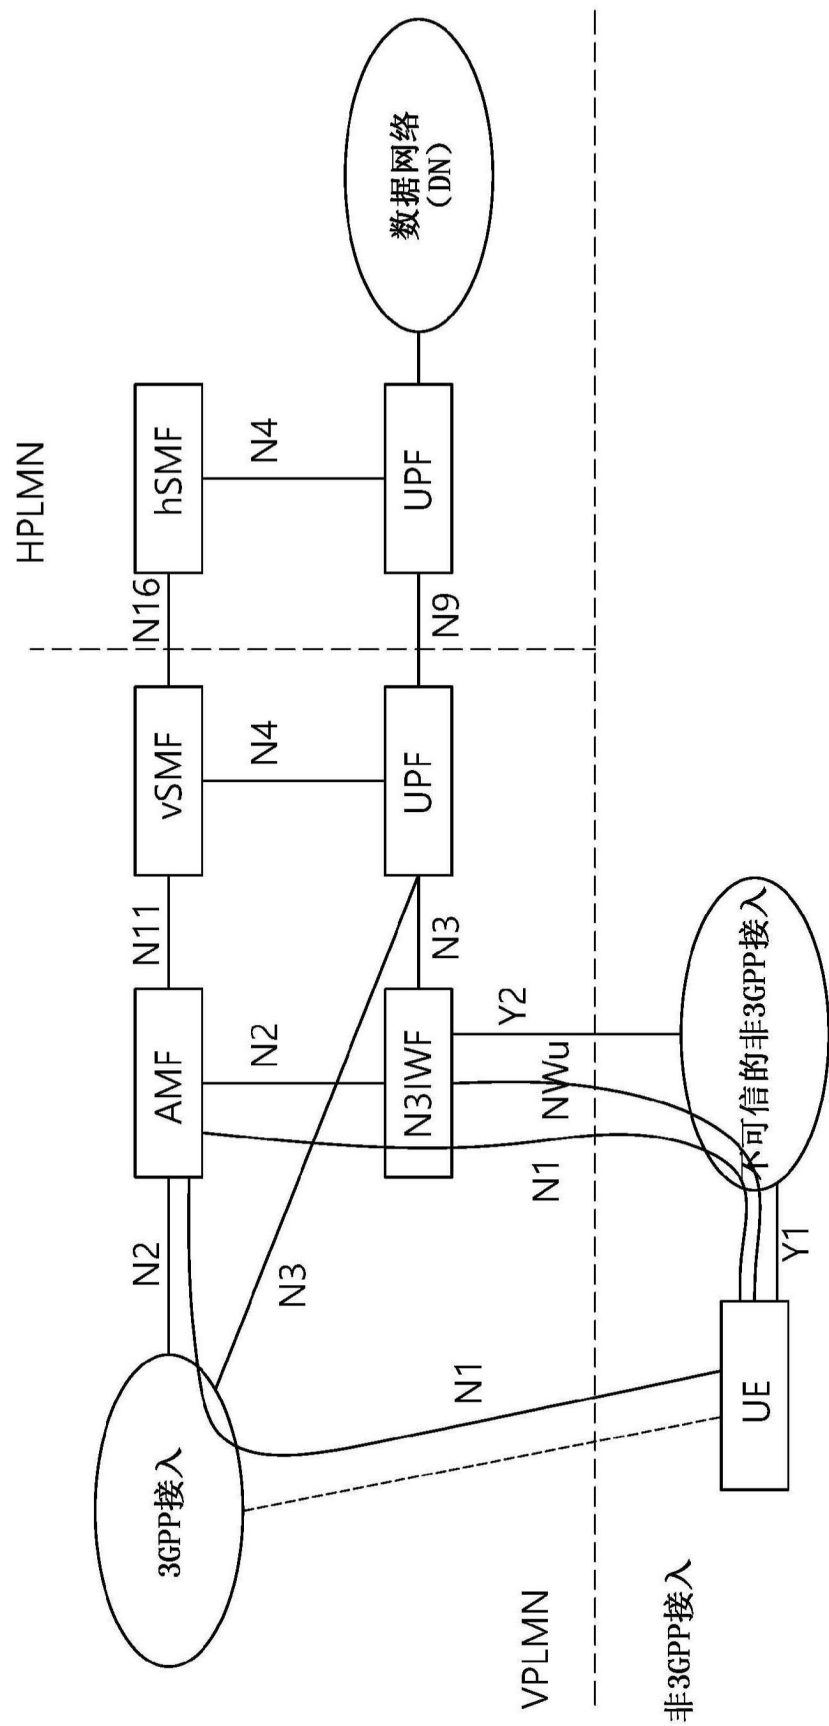 HPLMN
3GPP接入
N2
AMF
N11
vSMF
N16
hSMF
N3
N2
N4
N4
N1
N3IWF
N3
UPF
N9
UPF
数据网络
(DN)
N1
NWu
Y2
VPLMN
非3GPP接入
UE
Y1
不可信的非3GPP接入